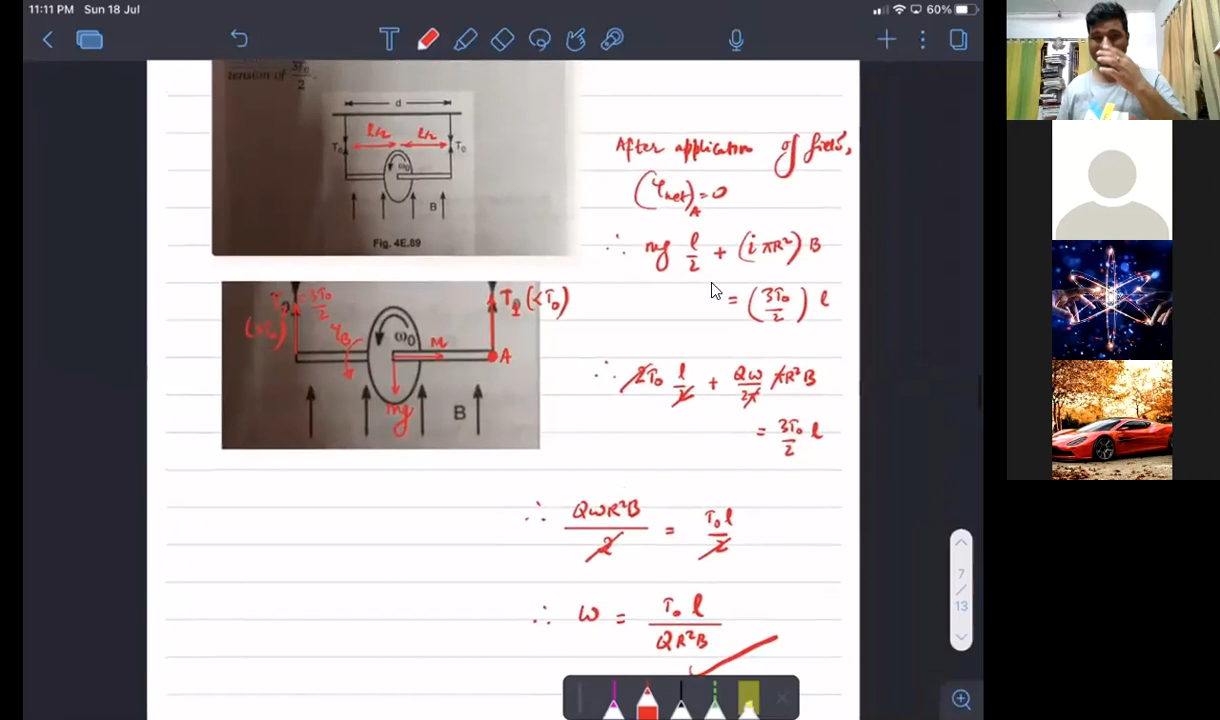 11:11 PM Sun 18 Jul
60%
T
tension of 3T₀/2.
d
l/2 l/2
T₀ T₀
ω₀
B
Fig. 4E.89
After application of field,
(τnet)A = 0
∴ mg l/2 + (iπR²) B
= (3T₀/2) l
T₂ = 3T₀/2
(>T₀)
τB
T1 (<T₀)
ω₀
M
A
mg
B
∴ 2T₀ l/2 + Qω/2π πR²B
= 3T₀/2 l
∴ QωR²B/2 = T₀l/2
∴ ω = T₀ l/QR²B
7
/
13